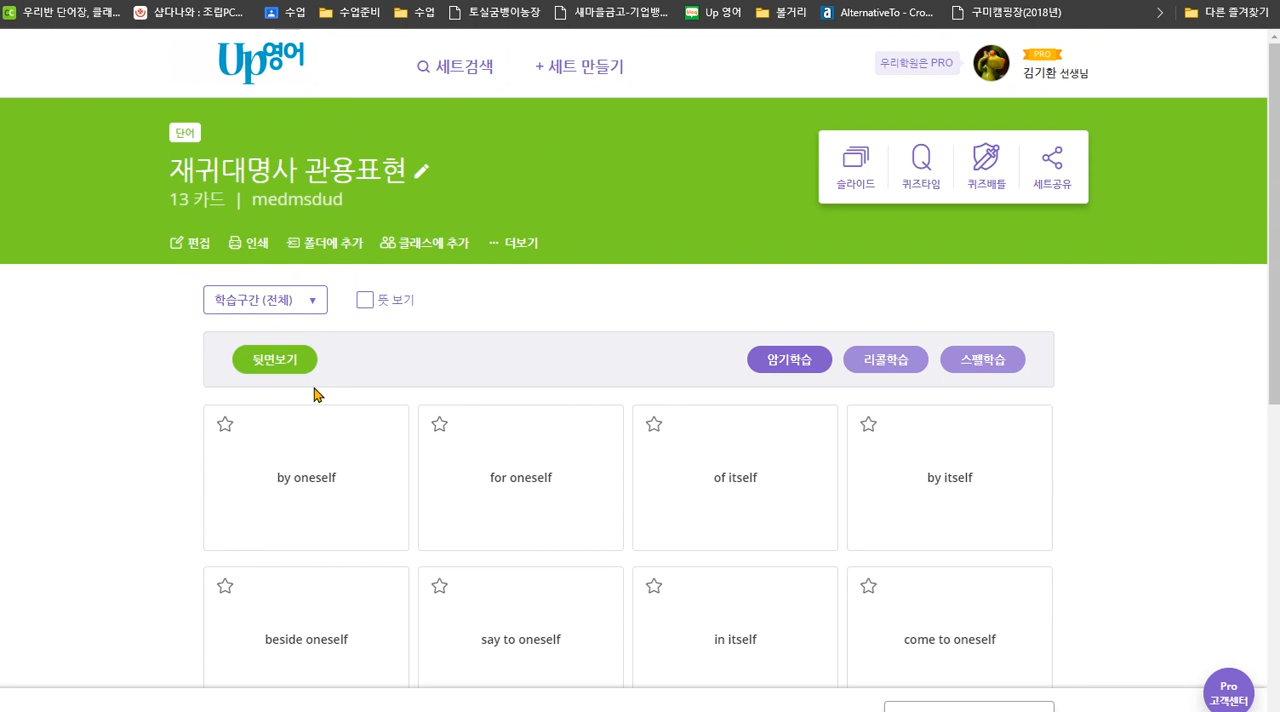 우리반 단어장, 클래... 샵다나와 : 조립PC... 수업 수업준비 수업 토실궁뱅이농장 새마을금고-기업뱅... Up 영어 볼거리 AlternativeTo - Cro... 구미캠핑장(2018년) 다른 즐겨찾기
Up영어 세트검색 + 세트 만들기 우리학원은 PRO PRO
김기환 선생님
단어
재귀대명사 관용표현
13 카드 | medmsdud
슬라이드 퀴즈타임 퀴즈배틀 세트공유
편집 인쇄 폴더에 추가 클래스에 추가 ··· 더보기
학습구간 (전체) ▼ 뜻 보기
뒷면보기 암기학습 리콜학습 스펠학습
by oneself for oneself of itself by itself
beside oneself say to oneself in itself come to oneself
Pro
고객센터